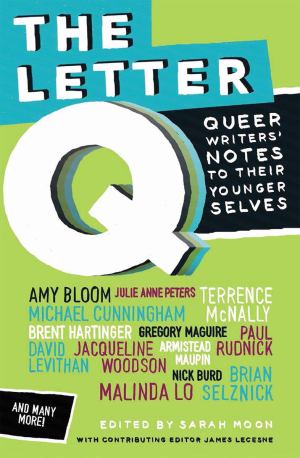 THE
LETTER
Q
QUEER
WRITERS'
NOTES
TO THEIR
YOUNGER
SELVES
AMY BLOOM JULIE ANNE PETERS TERRENCE
MICHAEL CUNNINGHAM MCNALLY
BRENT HARTINGER GREGORY MAGUIRE PAUL
DAVID JACQUELINE ARMISTEAD RUDNICK
LEVITHAN WOODSON MAUPIN
NICK BURD BRIAN
MALINDA LO SELZNICK
AND MANY
MORE!
EDITED BY SARAH MOON
WITH CONTRIBUTING EDITOR JAMES LECESNE